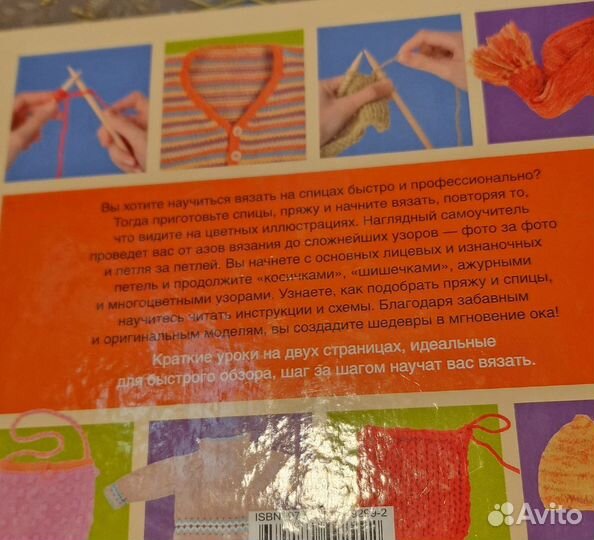 Вы хотите научиться вязать на спицах быстро и профессионально?
Тогда приготовьте спицы, пряжу и начните вязать, повторяя то,
что видите на цветных иллюстрациях. Наглядный самоучитель
проведет вас от азов вязания до сложнейших узоров — фото за фото
и петля за петлей. Вы начнете с основных лицевых и изнаночных
петель и продолжите "косичками", "шишечками", ажурными
и многоцветными узорами. Узнаете, как подобрать пряжу и спицы,
научитесь читать инструкции и схемы. Благодаря забавным
и оригинальным моделям, вы создадите шедевры в мгновение ока!
Краткие уроки на двух страницах, идеальные
для быстрого обзора, шаг за шагом научат вас вязать.
ISBN 9299-2
Avito